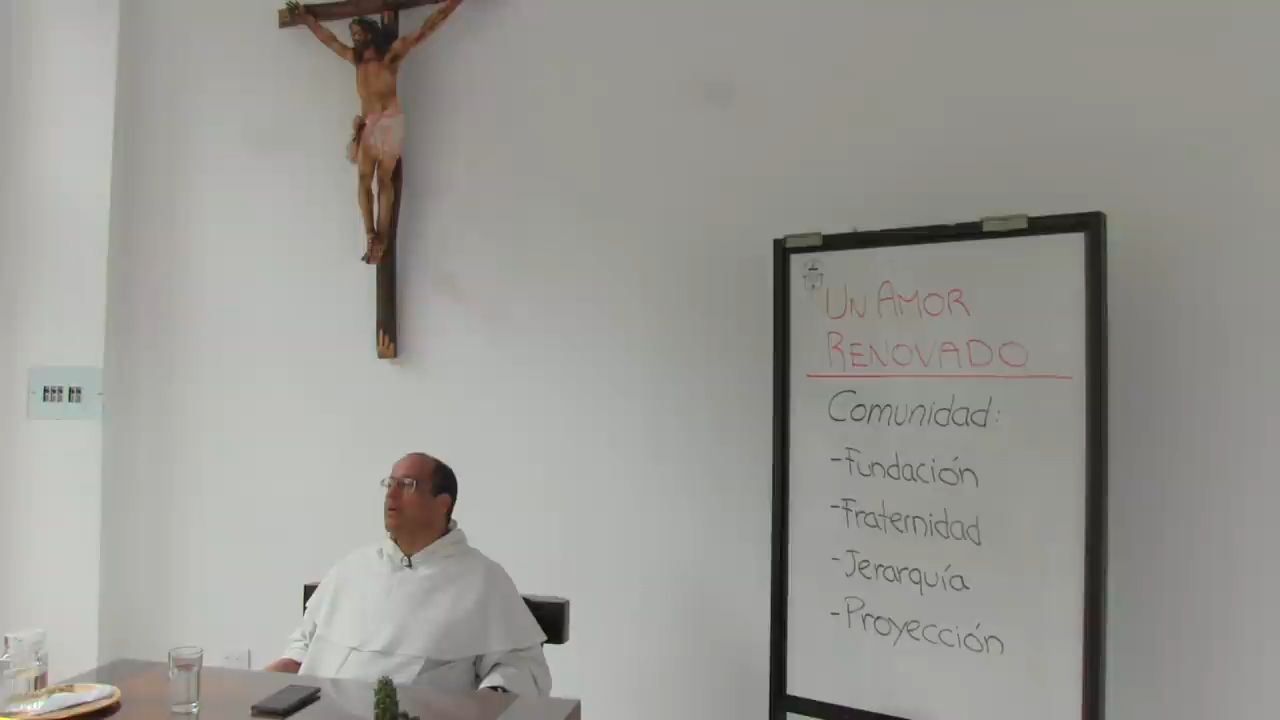 UN AMOR
RENOVADO
Comunidad:
-Fundación
-Fraternidad
-Jerarquía
-Proyección